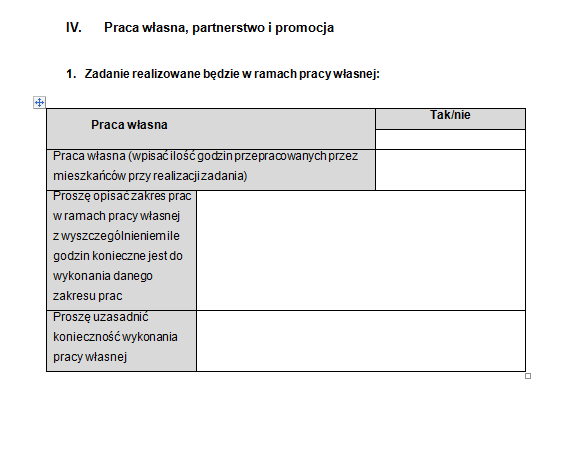 IV. Praca własna, partnerstwo i promocja
1. Zadanie realizowane będzie w ramach pracy własnej:
Praca własna
Tak/nie
Praca własna (wpisać ilość godzin przepracowanych przez
mieszkańców przy realizacji zadania)
Proszę opisać zakres prac
w ramach pracy własnej
z wyszczególnieniem ile
godzin konieczne jest do
wykonania danego
zakresu prac
Proszę uzasadnić
konieczność wykonania
pracy własnej